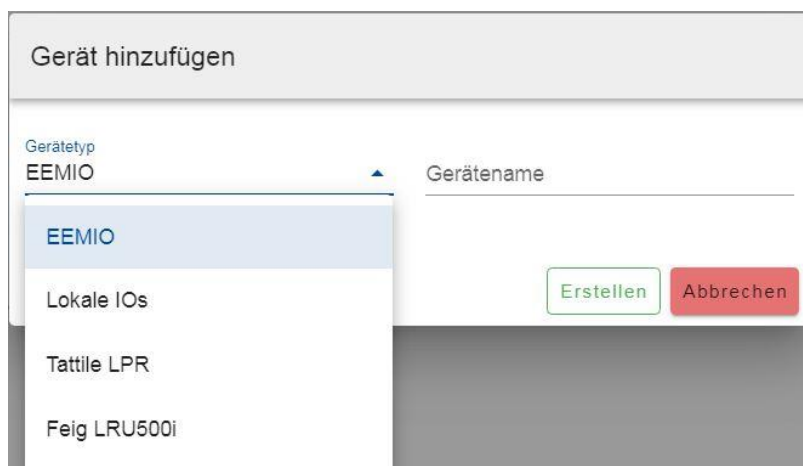 Gerät hinzufügen
Gerätetyp
EEMIO
Gerätename
EEMIO
Lokale IOs
Erstellen Abbrechen
Tattile LPR
Feig LRU500i